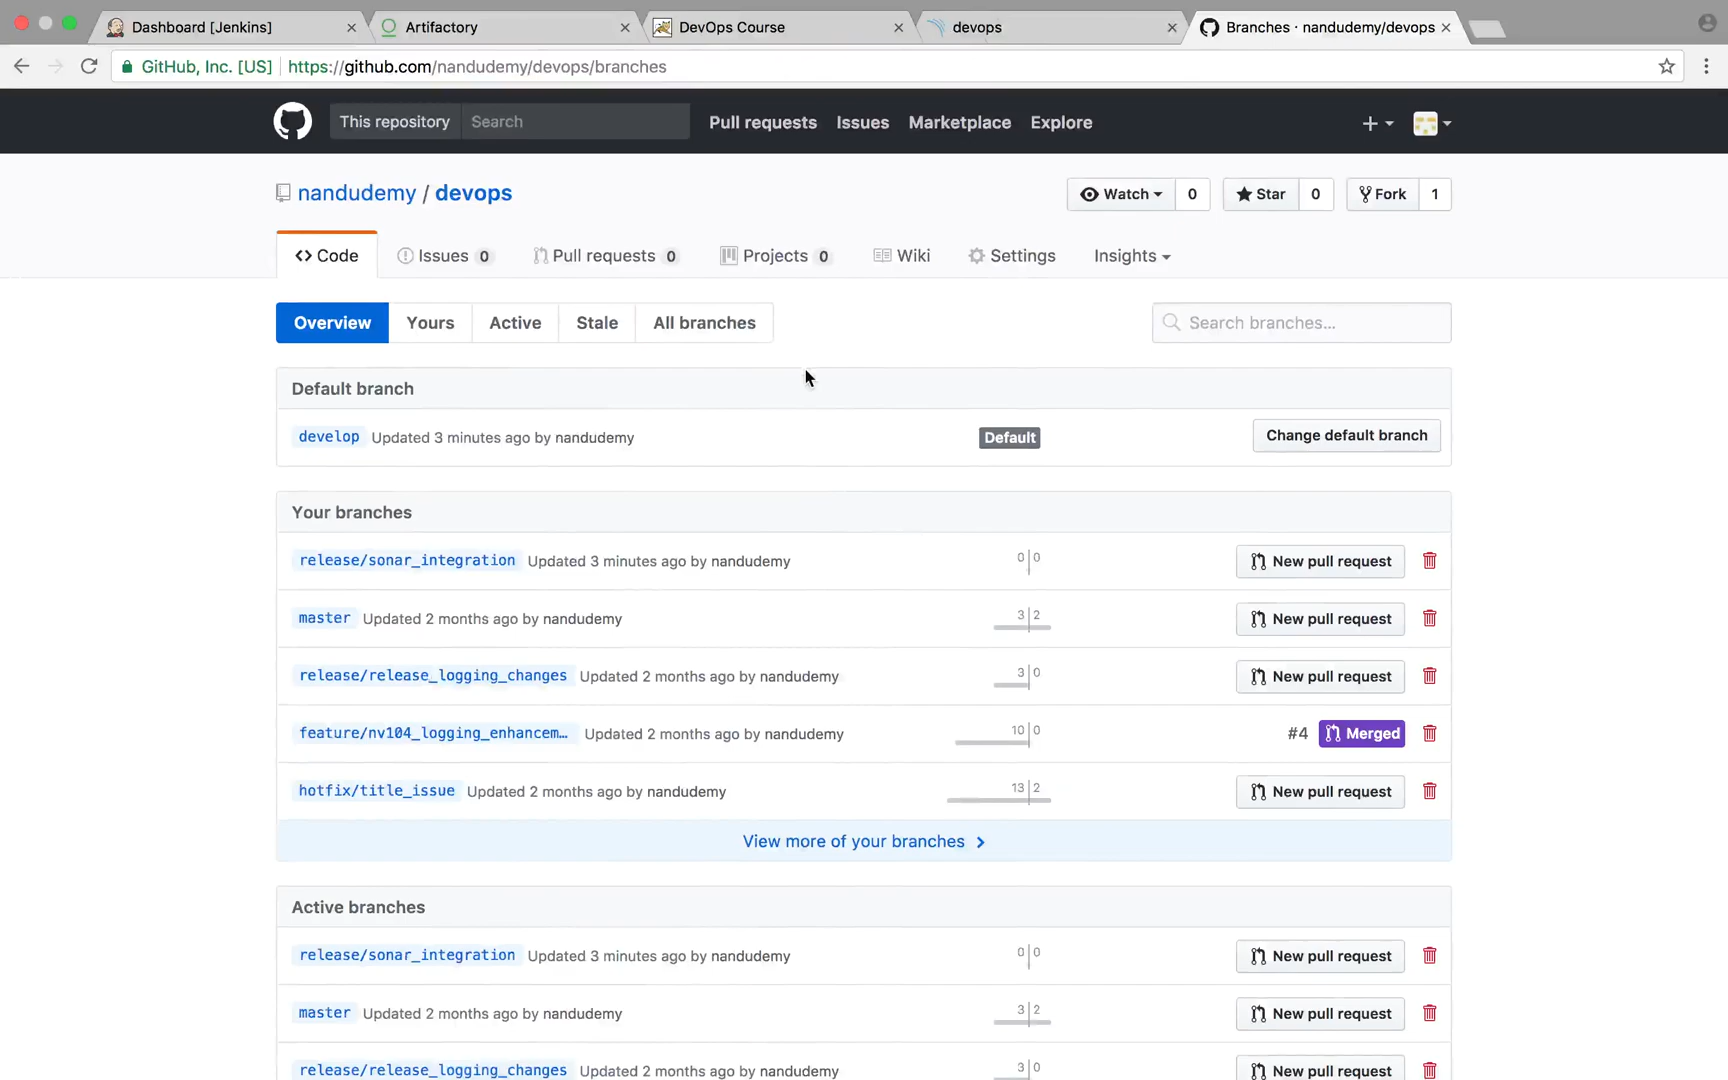 Dashboard [Jenkins]
Artifactory
DevOps Course
devops
Branches · nandudemy/devops
GitHub, Inc. [US]
https://github.com/nandudemy/devops/branches
This repository
Search
Pull requests
Issues
Marketplace
Explore
nandudemy / devops
Watch 0
Star 0
Fork 1
Code
Issues 0
Pull requests 0
Projects 0
Wiki
Settings
Insights
Overview
Yours
Active
Stale
All branches
Search branches...
Default branch
develop Updated 3 minutes ago by nandudemy
Default
Change default branch
Your branches
release/sonar_integration Updated 3 minutes ago by nandudemy
0 0
New pull request
master Updated 2 months ago by nandudemy
3 2
New pull request
release/release_logging_changes Updated 2 months ago by nandudemy
3 0
New pull request
feature/nv104_logging_enhancem... Updated 2 months ago by nandudemy
10 0
#4 Merged
hotfix/title_issue Updated 2 months ago by nandudemy
13 2
New pull request
View more of your branches
Active branches
release/sonar_integration Updated 3 minutes ago by nandudemy
0 0
New pull request
master Updated 2 months ago by nandudemy
3 2
New pull request
release/release_logging_changes Updated 2 months ago by nandudemy
3 0
New pull request